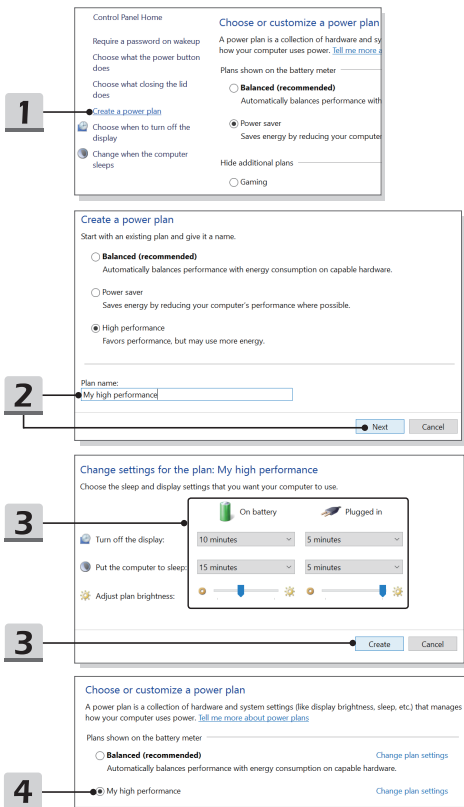 Control Panel Home
Require a password on wakeup
Choose what the power button
does
Choose what closing the lid
does
Create a power plan
Choose when to turn off the
display
Change when the computer
sleeps
Choose or customize a power plan
A power plan is a collection of hardware and sy
how your computer uses power. Tell me more a
Plans shown on the battery meter
Balanced (recommended)
Automatically balances performance with
Power saver
Saves energy by reducing your computer
Hide additional plans
Gaming
1
Create a power plan
Start with an existing plan and give it a name.
Balanced (recommended)
Automatically balances performance with energy consumption on capable hardware.
Power saver
Saves energy by reducing your computer's performance where possible.
High performance
Favors performance, but may use more energy.
Plan name:
2
My high performance
Next Cancel
Change settings for the plan: My high performance
Choose the sleep and display settings that you want your computer to use.
On battery Plugged in
3
Turn off the display: 10 minutes 5 minutes
Put the computer to sleep: 15 minutes 5 minutes
Adjust plan brightness:
3
Create Cancel
Choose or customize a power plan
A power plan is a collection of hardware and system settings (like display brightness, sleep, etc.) that manages
how your computer uses power. Tell me more about power plans
Plans shown on the battery meter
Balanced (recommended) Change plan settings
Automatically balances performance with energy consumption on capable hardware.
4
My high performance Change plan settings